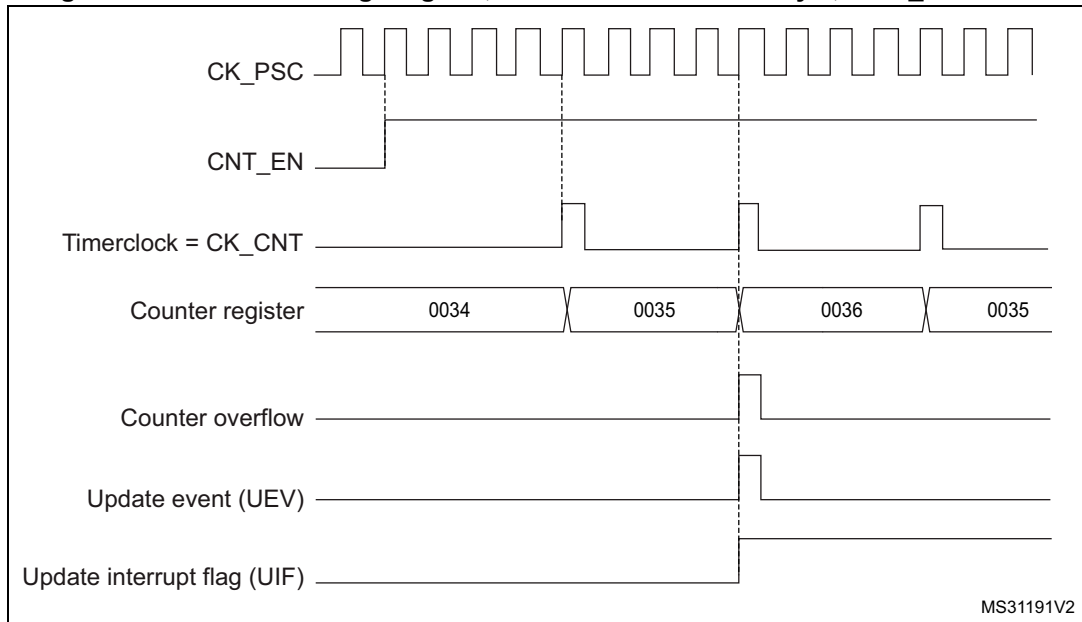 CK_PSC
CNT_EN
Timerclock = CK_CNT
Counter register 0034 0035 0036 0035
Counter overflow
Update event (UEV)
Update interrupt flag (UIF)
MS31191V2